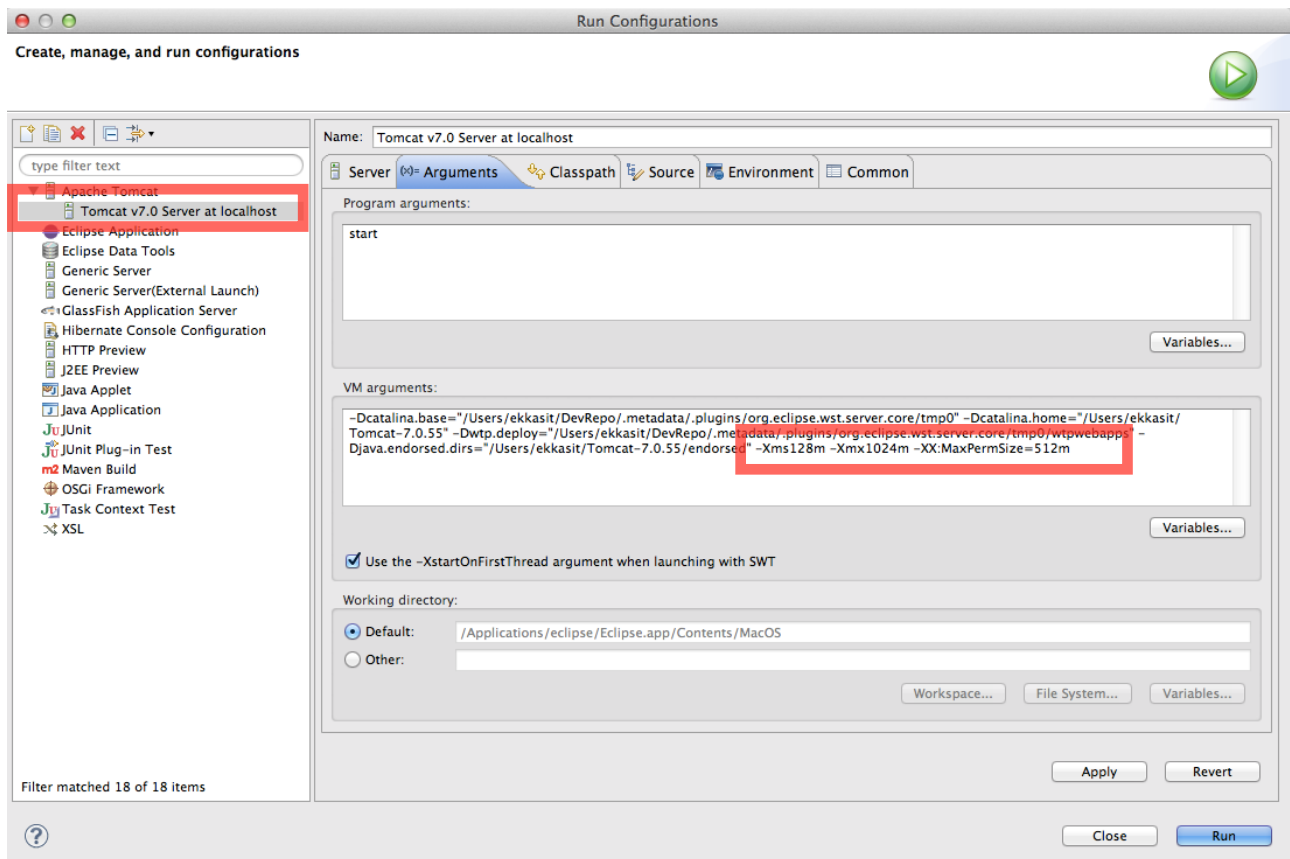 Run Configurations
Create, manage, and run configurations
type filter text
Apache Tomcat
Tomcat v7.0 Server at localhost
Eclipse Application
Eclipse Data Tools
Generic Server
Generic Server(External Launch)
GlassFish Application Server
Hibernate Console Configuration
HTTP Preview
J2EE Preview
Java Applet
Java Application
JUnit
JUnit Plug-in Test
m2 Maven Build
OSGi Framework
Task Context Test
XSL
Filter matched 18 of 18 items
Name: Tomcat v7.0 Server at localhost
Server (x)= Arguments Classpath Source Environment Common
Program arguments:
start
Variables...
VM arguments:
-Dcatalina.base="/Users/ekkasit/DevRepo/.metadata/.plugins/org.eclipse.wst.server.core/tmp0" -Dcatalina.home="/Users/ekkasit/
Tomcat-7.0.55" -Dwtp.deploy="/Users/ekkasit/DevRepo/.metadata/.plugins/org.eclipse.wst.server.core/tmp0/wtpwebapps" -
Djava.endorsed.dirs="/Users/ekkasit/Tomcat-7.0.55/endorsed" -Xms128m -Xmx1024m -XX:MaxPermSize=512m
Variables...
Use the -XstartOnFirstThread argument when launching with SWT
Working directory:
Default: /Applications/eclipse/Eclipse.app/Contents/MacOS
Other:
Workspace... File System... Variables...
Apply Revert
? Close Run